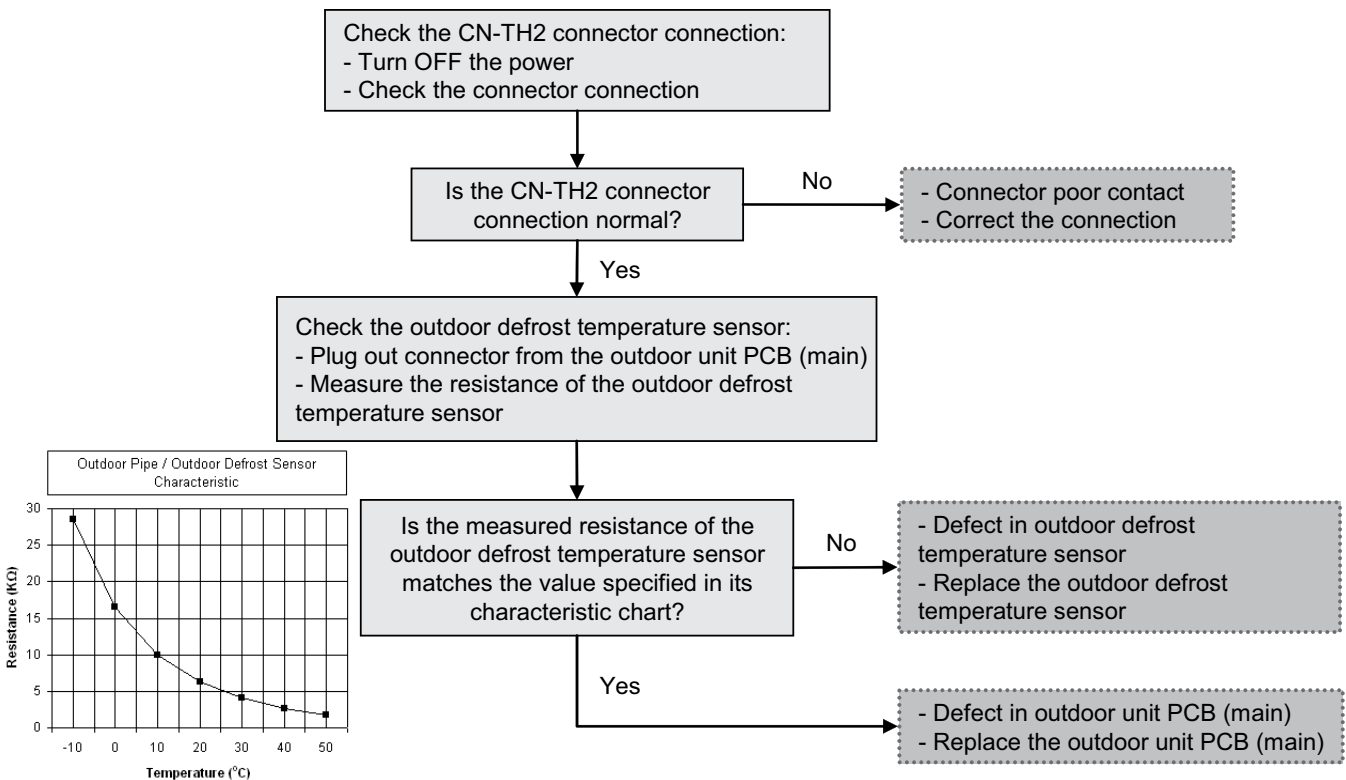 Check the CN-TH2 connector connection:
- Turn OFF the power
- Check the connector connection
Is the CN-TH2 connector
connection normal?
No
- Connector poor contact
- Correct the connection
Yes
Check the outdoor defrost temperature sensor:
- Plug out connector from the outdoor unit PCB (main)
- Measure the resistance of the outdoor defrost
temperature sensor
Outdoor Pipe / Outdoor Defrost Sensor
Characteristic
Resistance (KΩ)
30
25
20
15
10
5
0
-10 0 10 20 30 40 50
Temperature (°C)
Is the measured resistance of the
outdoor defrost temperature sensor
matches the value specified in its
characteristic chart?
No
- Defect in outdoor defrost
temperature sensor
- Replace the outdoor defrost
temperature sensor
Yes
- Defect in outdoor unit PCB (main)
- Replace the outdoor unit PCB (main)